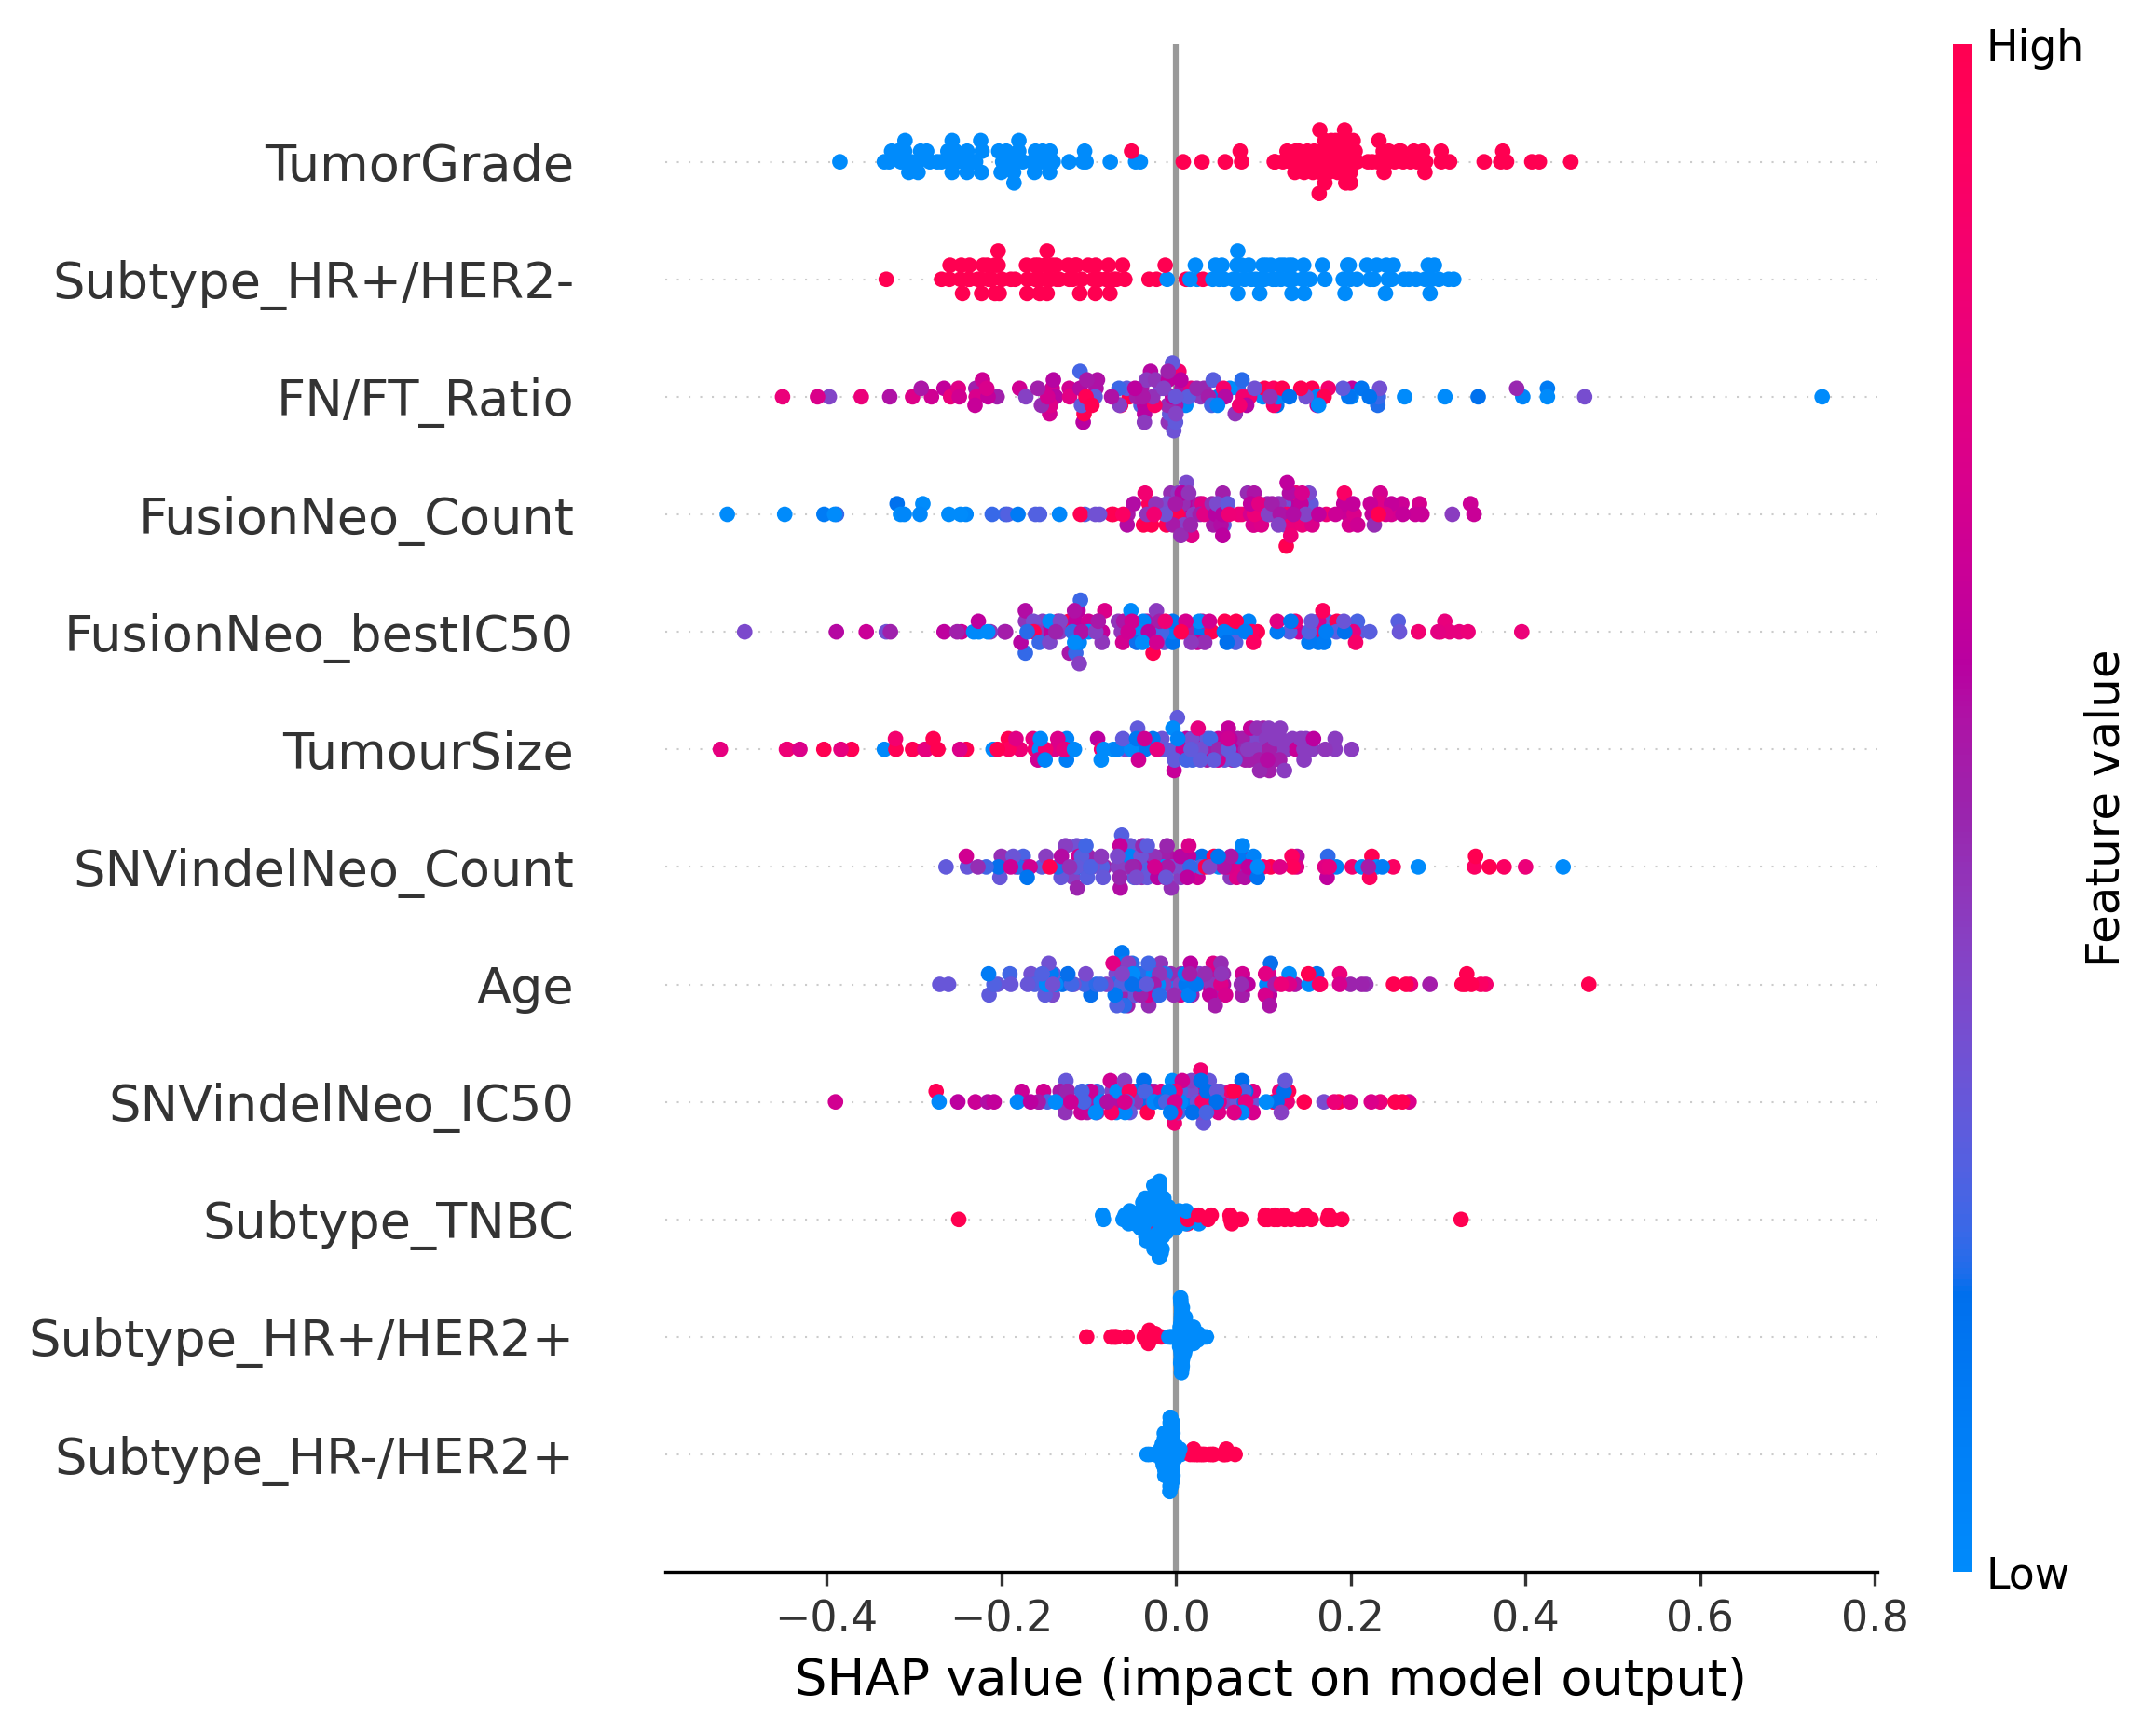 High
TumorGrade
Subtype_HR+/HER2-
FN/FT_Ratio
FusionNeo_Count
FusionNeo_bestIC50
TumourSize
SNVindelNeo_Count
Age
SNVindelNeo_IC50
Subtype_TNBC
Subtype_HR+/HER2+
Subtype_HR-/HER2+
Feature value
Low
−0.4 −0.2 0.0 0.2 0.4 0.6 0.8
SHAP value (impact on model output)